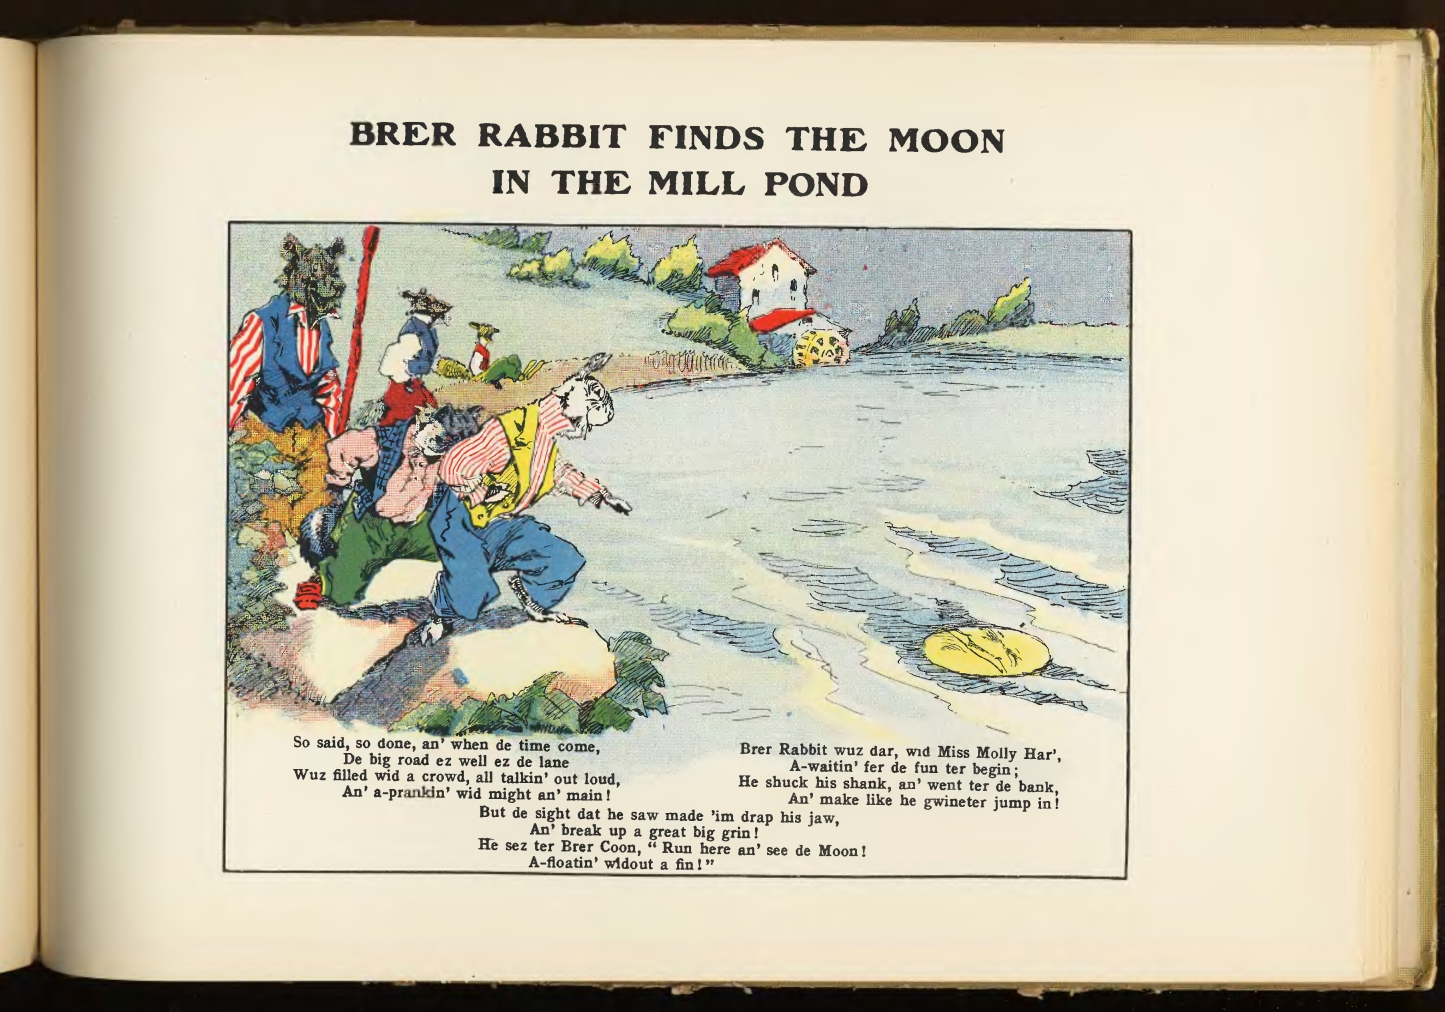 BRER RABBIT FINDS THE MOON
IN THE MILL POND
So said, so done, an' when de time come,
De big road ez well ez de lane
Wuz filled wid a crowd, all talkin' out loud,
An' a-prankin' wid might an' main!
Brer Rabbit wuz dar, wid Miss Molly Har',
A-waitin' fer de fun ter begin;
He shuck his shank, an' went ter de bank,
An' make like he gwineter jump in!
But de sight dat he saw made 'im drap his jaw,
An' break up a great big grin!
He sez ter Brer Coon, "Run here an' see de Moon!
A-floatin' widout a fin!"